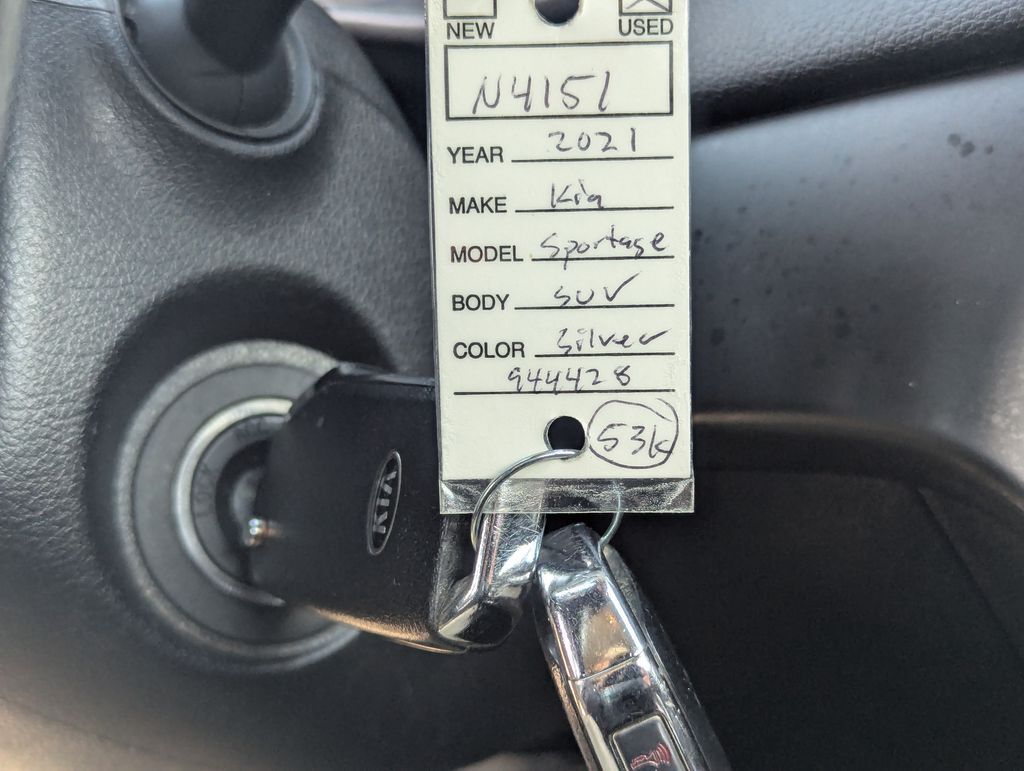 NEW USED
N4151
YEAR 2021
MAKE Kia
MODEL Sportage
BODY SUV
COLOR Silver
944428
53k
KIA